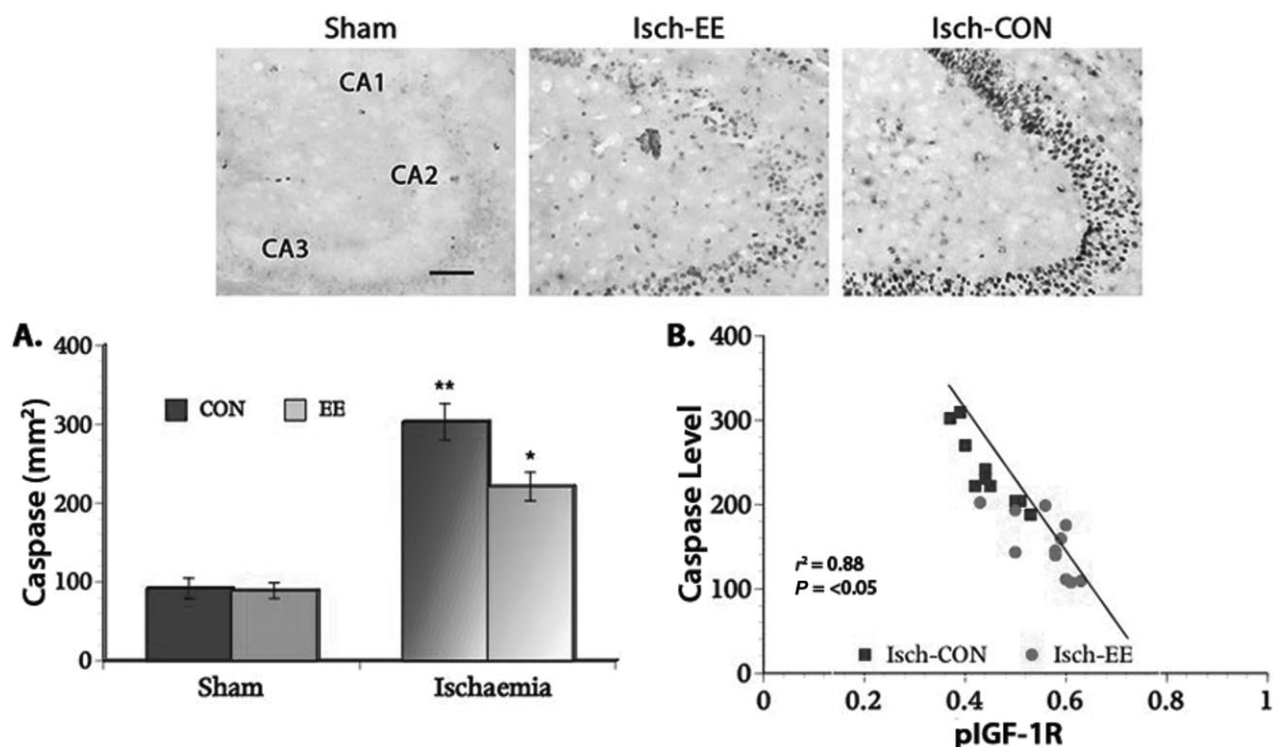 Sham
Isch-EE
Isch-CON
CA1
CA2
CA3
A.
Caspase (mm²)
400
300
200
100
0
CON
EE
**
*
Sham
Ischaemia
B.
Caspase Level
400
300
200
100
0
r² = 0.88
P = <0.05
Isch-CON
Isch-EE
0
0.2
0.4
0.6
0.8
1
pIGF-1R